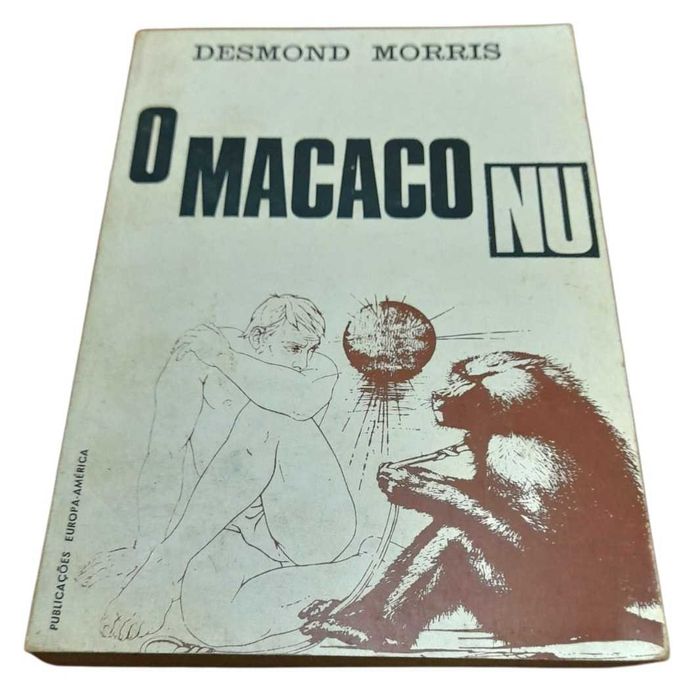 DESMOND MORRIS
O MACACO NU
PUBLICAÇÕES EUROPA-AMÉRICA